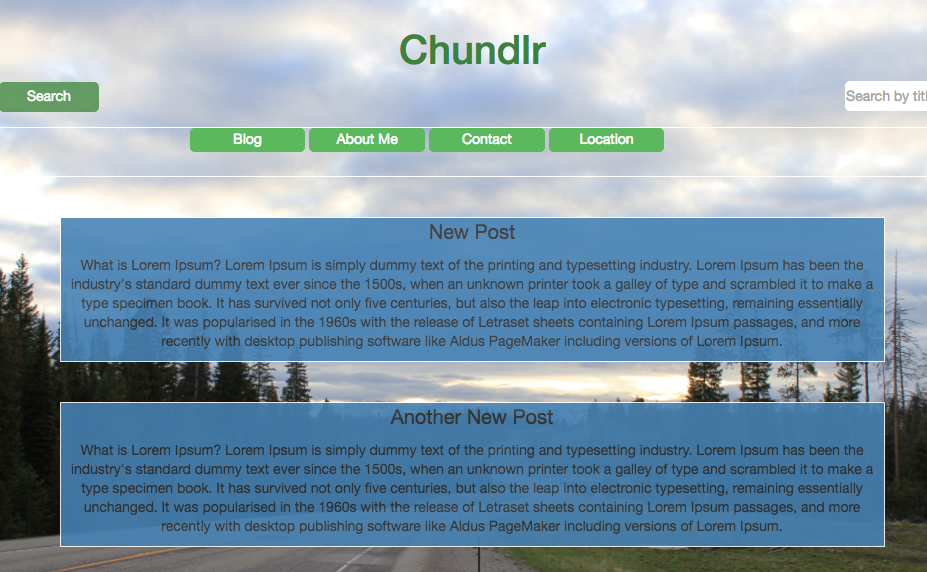 Chundlr
Search
Search by titl
Blog
About Me
Contact
Location
New Post
What is Lorem Ipsum? Lorem Ipsum is simply dummy text of the printing and typesetting industry. Lorem Ipsum has been the
industry's standard dummy text ever since the 1500s, when an unknown printer took a galley of type and scrambled it to make a
type specimen book. It has survived not only five centuries, but also the leap into electronic typesetting, remaining essentially
unchanged. It was popularised in the 1960s with the release of Letraset sheets containing Lorem Ipsum passages, and more
recently with desktop publishing software like Aldus PageMaker including versions of Lorem Ipsum.
Another New Post
What is Lorem Ipsum? Lorem Ipsum is simply dummy text of the printing and typesetting industry. Lorem Ipsum has been the
industry's standard dummy text ever since the 1500s, when an unknown printer took a galley of type and scrambled it to make a
type specimen book. It has survived not only five centuries, but also the leap into electronic typesetting, remaining essentially
unchanged. It was popularised in the 1960s with the release of Letraset sheets containing Lorem Ipsum passages, and more
recently with desktop publishing software like Aldus PageMaker including versions of Lorem Ipsum.